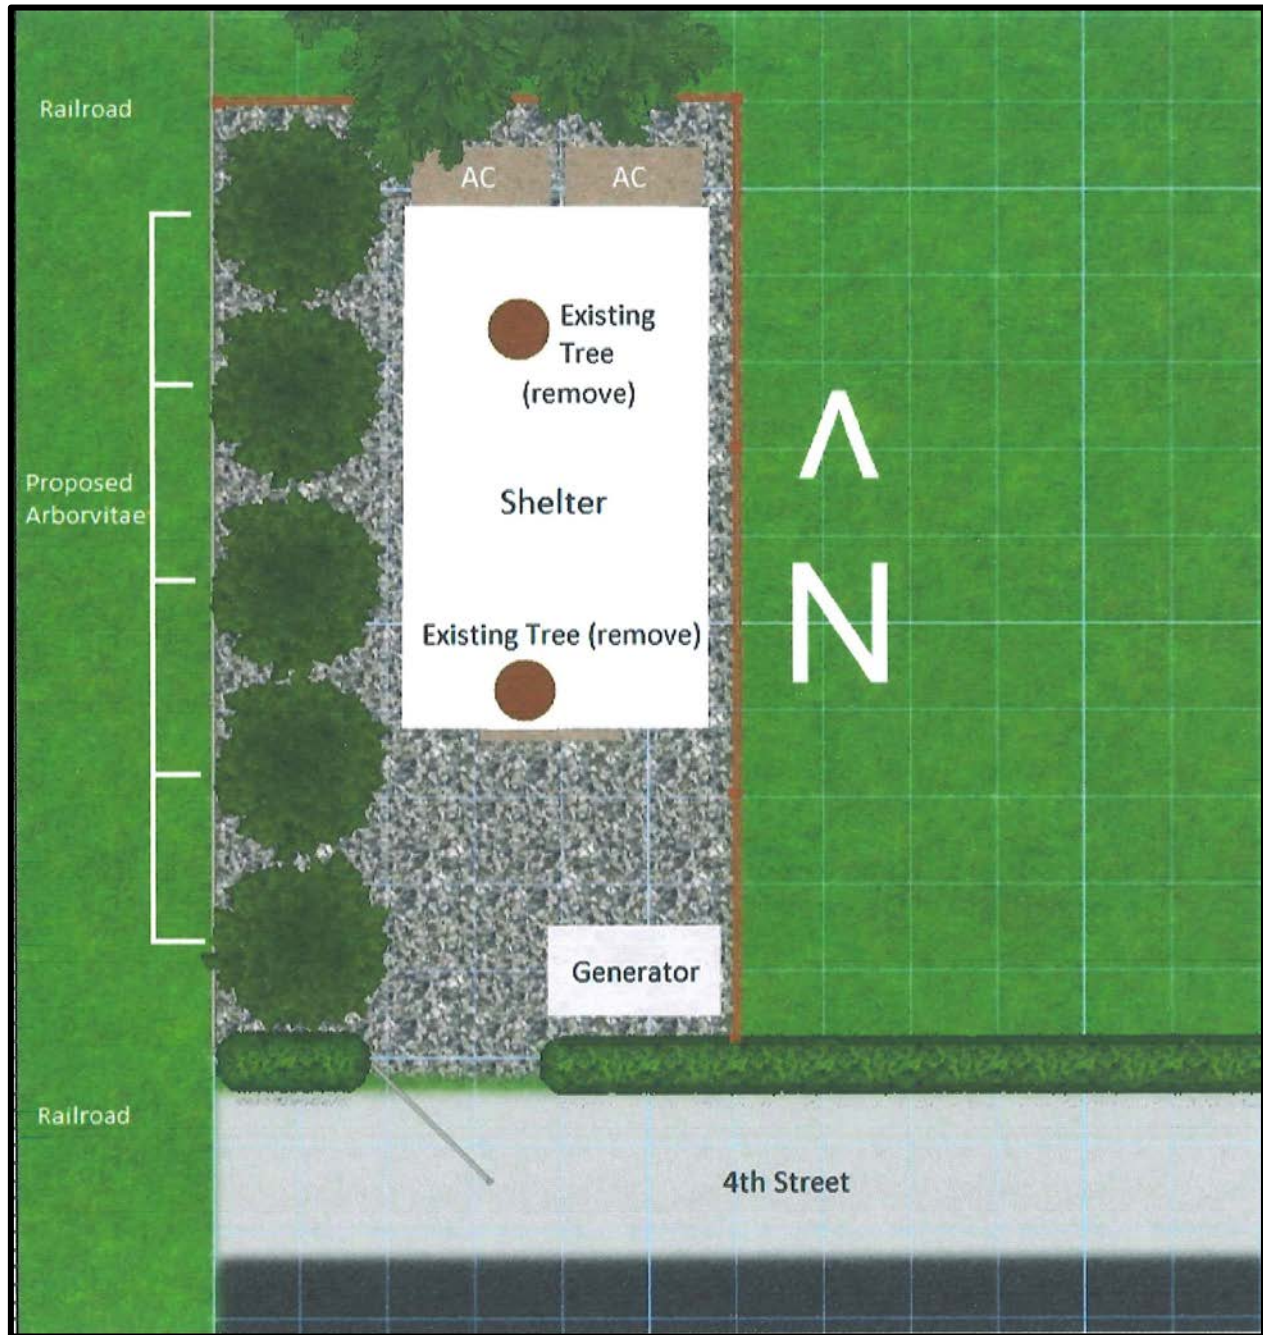 Railroad
AC
AC
Existing
Tree
(remove)
Λ
N
Proposed
Arborvitae
Shelter
Existing Tree (remove)
Generator
Railroad
4th Street